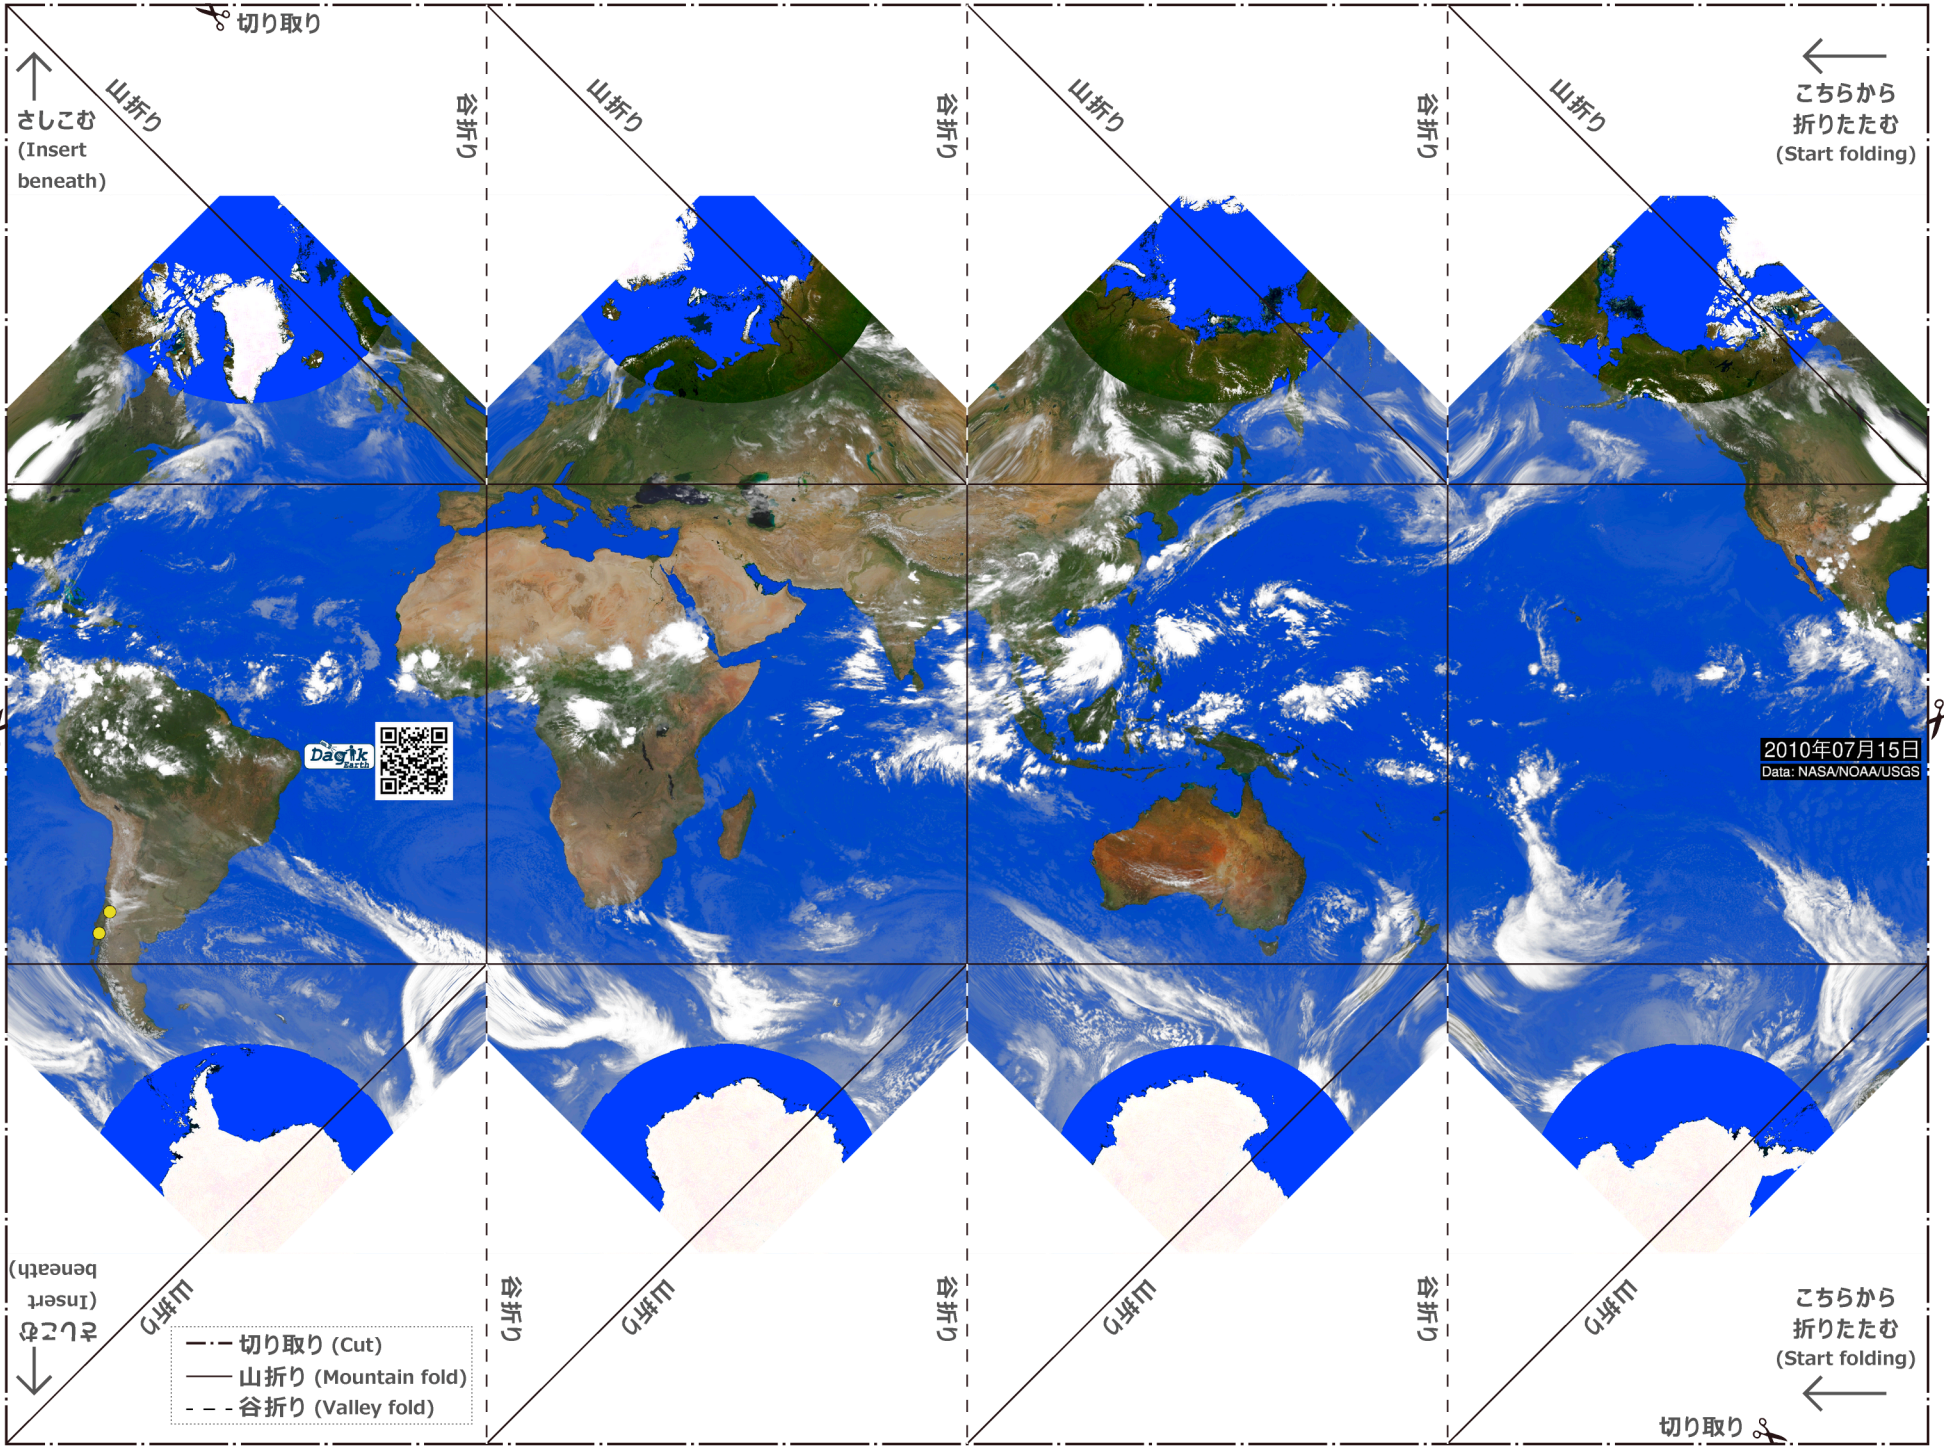 切り取り
山折り
谷折り
山折り
谷折り
山折り
谷折り
山折り
さしこむ
(Insert
beneath)
こちらから
折りたたむ
(Start folding)
Dagik
Earth
2010年07月15日
Data: NASA/NOAA/USGS
さしこむ
(Insert
beneath)
山折り
谷折り
山折り
谷折り
山折り
谷折り
山折り
こちらから
折りたたむ
(Start folding)
切り取り (Cut)
山折り (Mountain fold)
谷折り (Valley fold)
切り取り